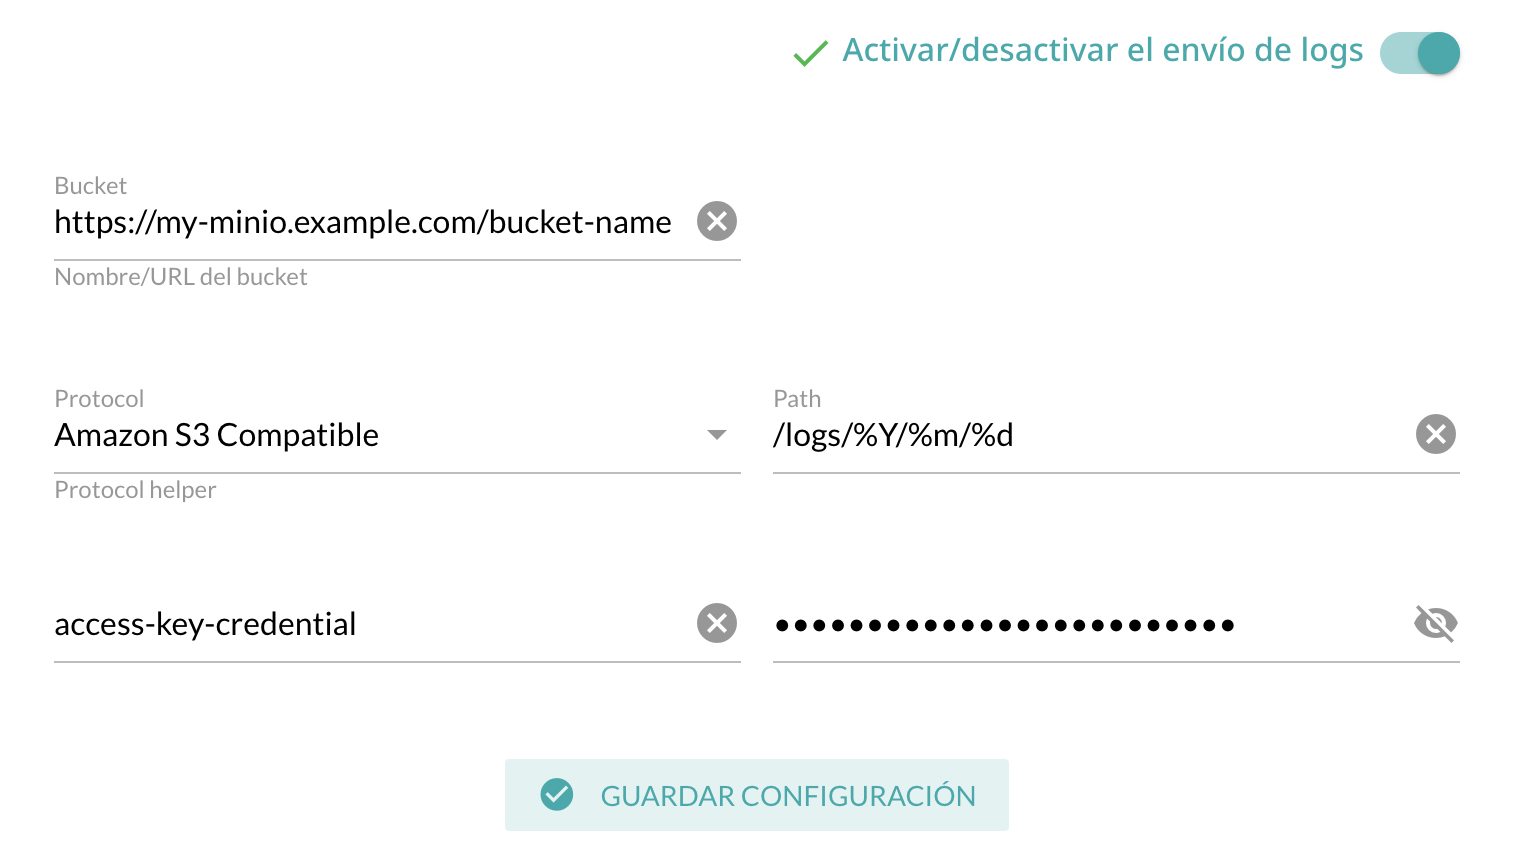 Activar/desactivar el envío de logs
Bucket
https://my-minio.example.com/bucket-name
Nombre/URL del bucket
Protocol
Amazon S3 Compatible
Protocol helper
Path
/logs/%Y/%m/%d
access-key-credential
•••••••••••••••••••••••••
GUARDAR CONFIGURACIÓN